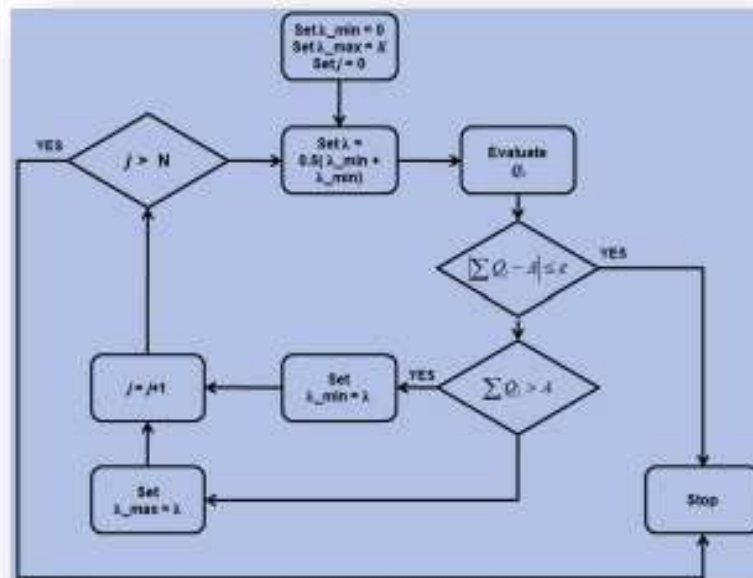 Set λ_min = 0
Set λ_max = K
Set j = 0
YES
j > N
Set λ =
0.5( λ_min +
λ_min)
Evaluate
|∑ Q - A| ≤ ε
YES
∑ Q > A
YES
Set
λ_min = λ
j = j+1
Set
λ_max = λ
Stop